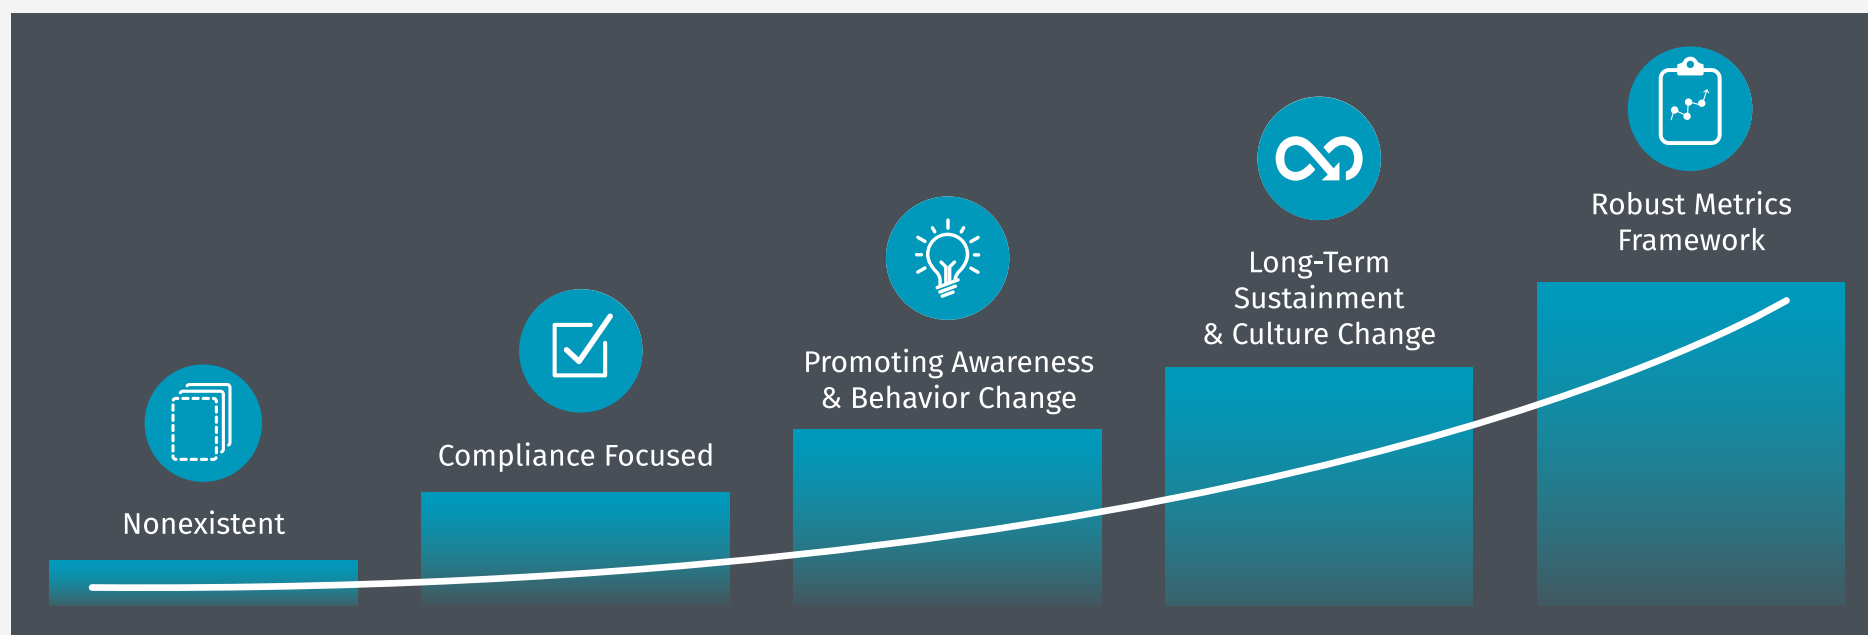 Nonexistent
Compliance Focused
Promoting Awareness
& Behavior Change
Long-Term
Sustainment
& Culture Change
Robust Metrics
Framework